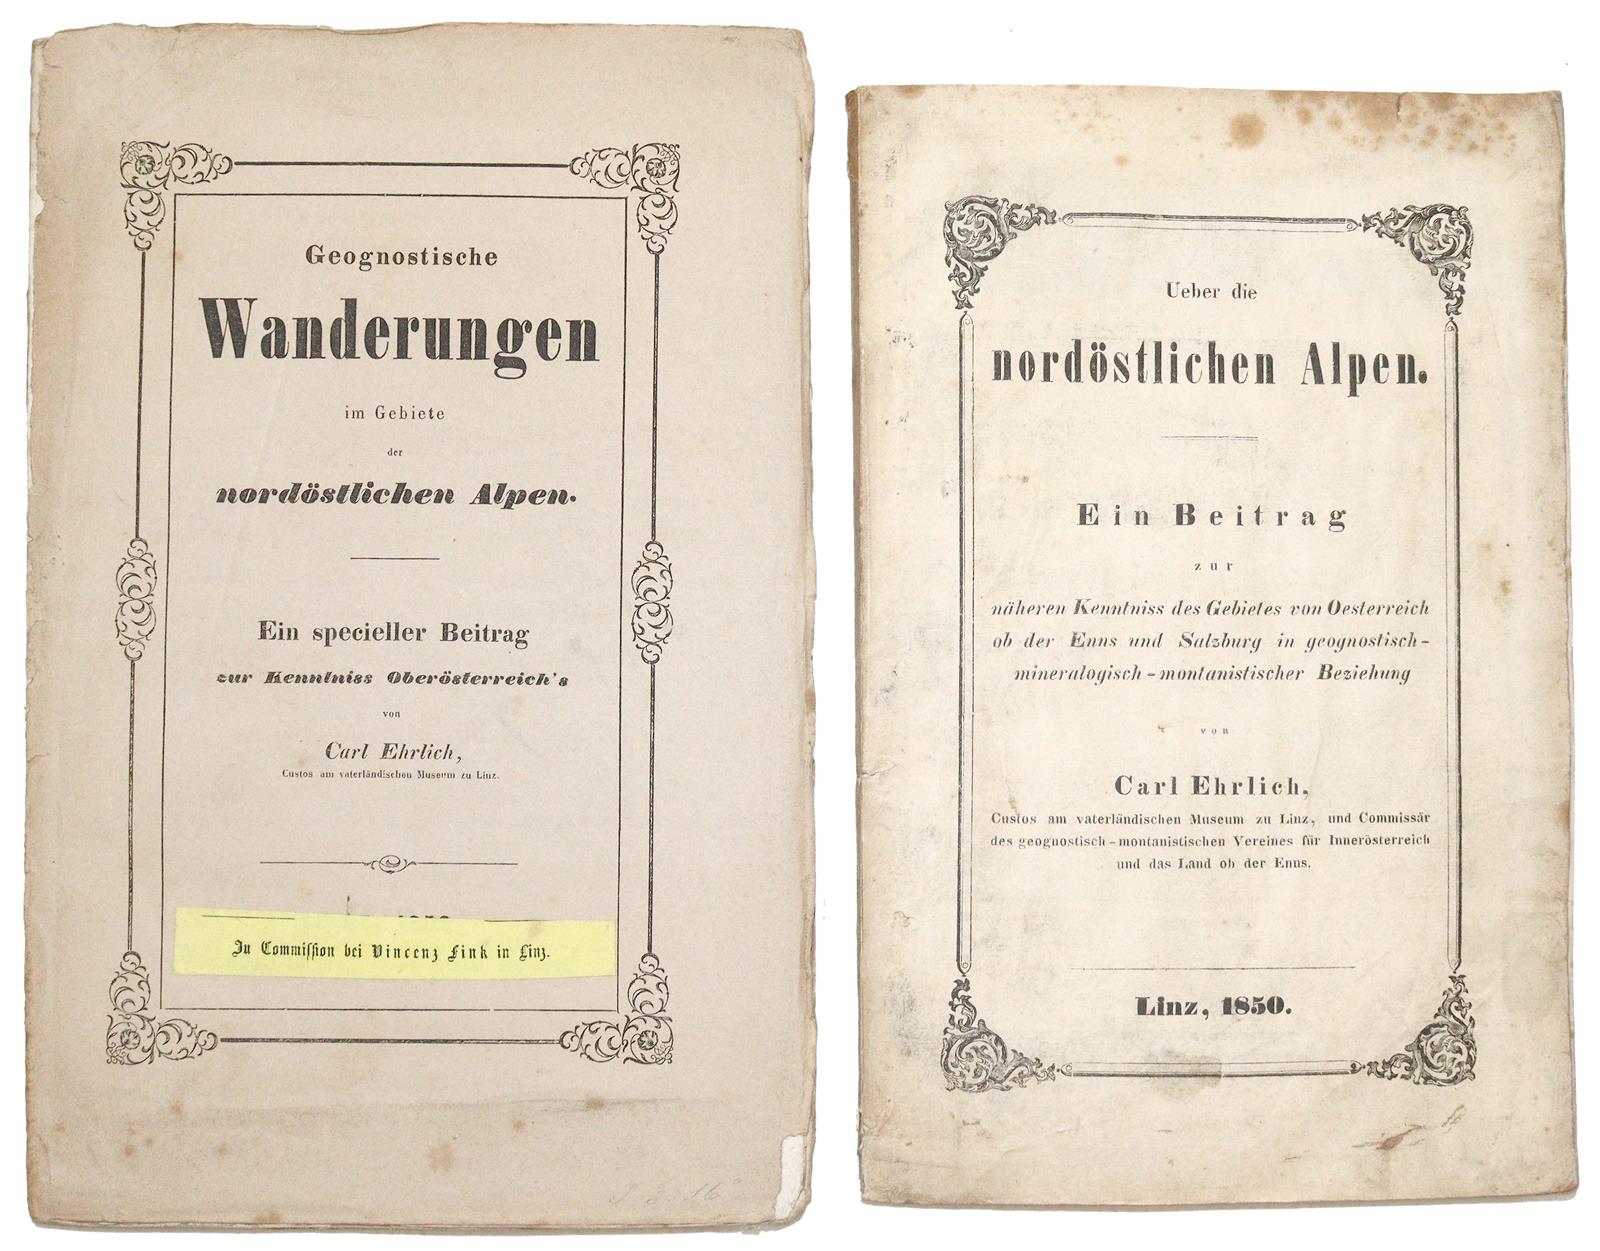 Geognostische
Wanderungen
im Gebiete
der
nordöstlichen Alpen.
Ein specieller Beitrag
zur Kenntniss Oberösterreich's
von
Carl Ehrlich,
Custos am vaterländischen Museum zu Linz.
In Commission bei Vincenz Fink in Linz.
Ueber die
nordöstlichen Alpen.
Ein Beitrag
zur
näheren Kenntniss des Gebietes von Oesterreich
ob der Enns und Salzburg in geognostisch-
mineralogisch-montanistischer Beziehung
von
Carl Ehrlich,
Custos am vaterländischen Museum zu Linz, und Commissär
des geognostisch-montanistischen Vereines für Innerösterreich
und das Land ob der Enns.
Linz, 1850.